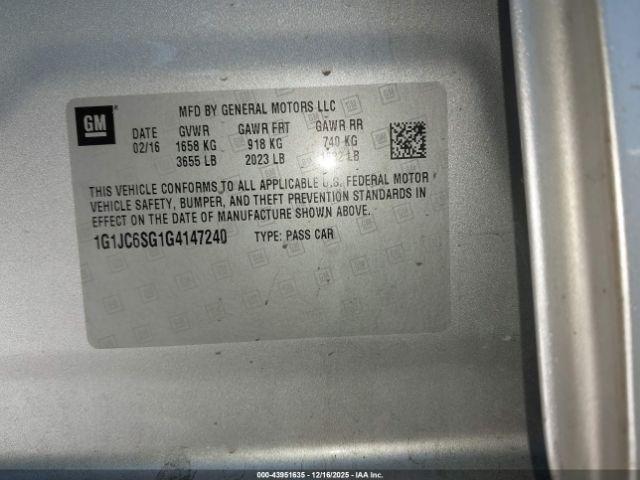 GM
MFD BY GENERAL MOTORS LLC
DATE GVWR GAWR FRT GAWR RR
02/16 1658 KG 918 KG 740 KG
3655 LB 2023 LB LB
THIS VEHICLE CONFORMS TO ALL APPLICABLE U.S. FEDERAL MOTOR
VEHICLE SAFETY, BUMPER, AND THEFT PREVENTION STANDARDS IN
EFFECT ON THE DATE OF MANUFACTURE SHOWN ABOVE.
1G1JC6SG1G4147240 TYPE: PASS CAR
000-43951635 - 12/16/2025 - IAA Inc.